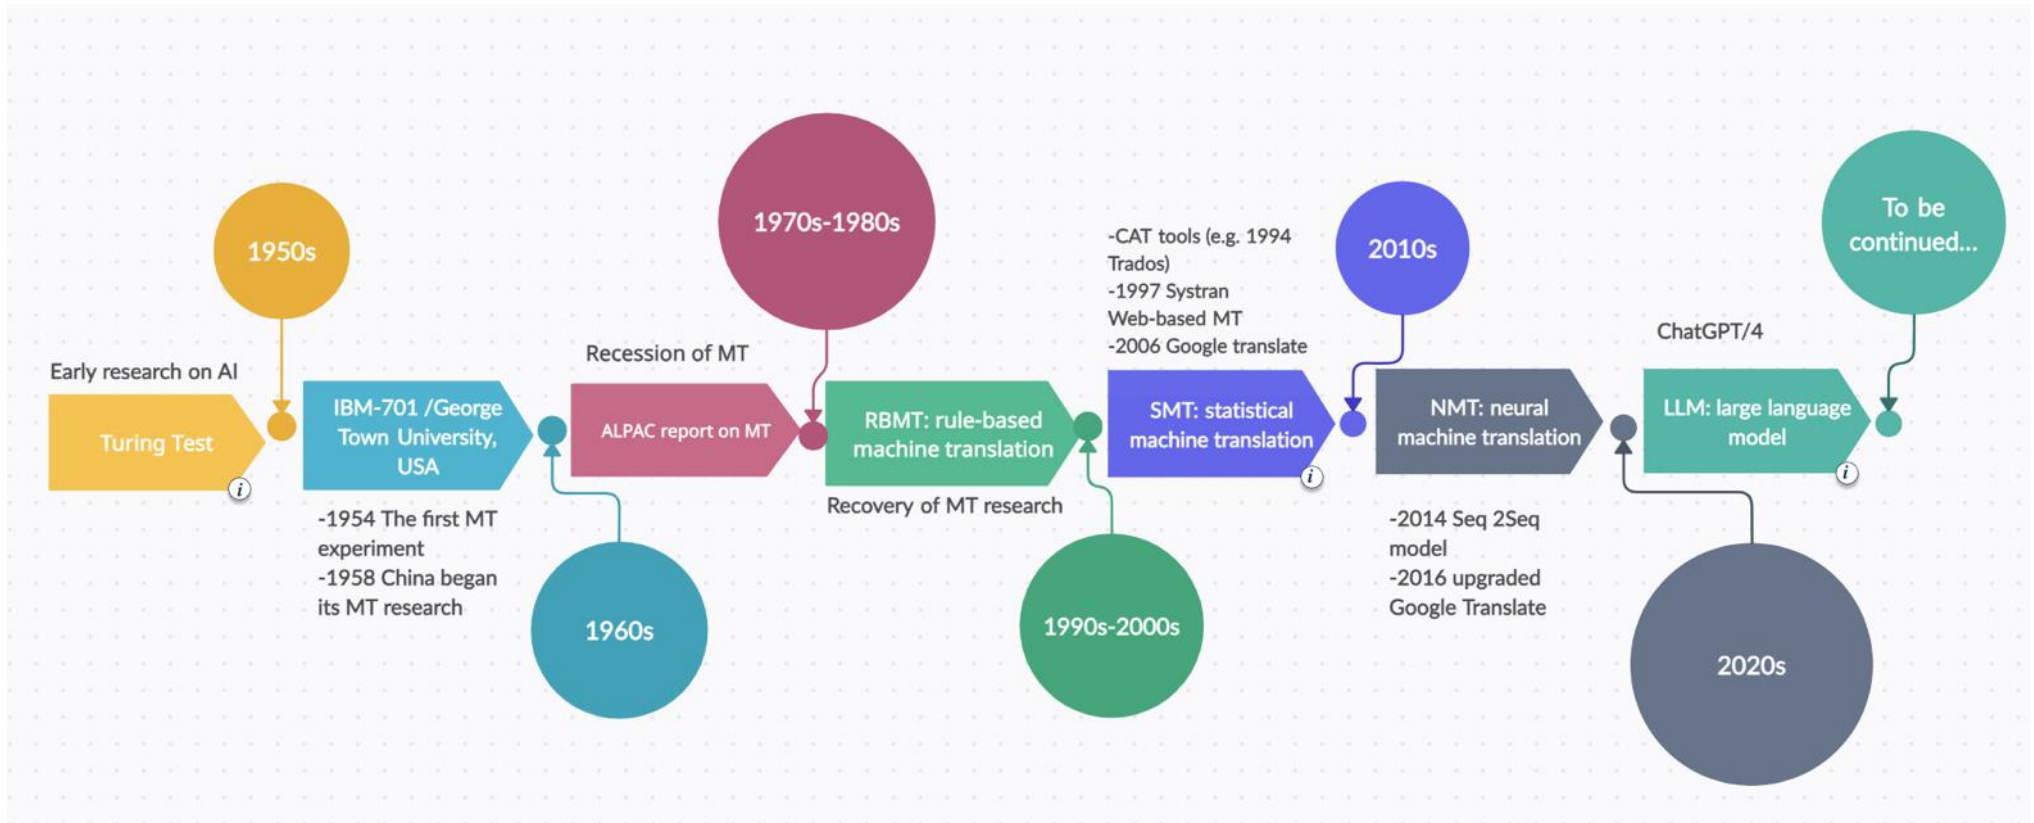 Early research on AI
Turing Test
i
1950s
IBM-701 /George
Town University,
USA
-1954 The first MT
experiment
-1958 China began
its MT research
1960s
Recession of MT
ALPAC report on MT
1970s-1980s
RBMT: rule-based
machine translation
Recovery of MT research
1990s-2000s
-CAT tools (e.g. 1994
Trados)
-1997 Systran
Web-based MT
-2006 Google translate
SMT: statistical
machine translation
i
2010s
NMT: neural
machine translation
-2014 Seq 2Seq
model
-2016 upgraded
Google Translate
2020s
ChatGPT/4
LLM: large language
model
i
To be
continued...